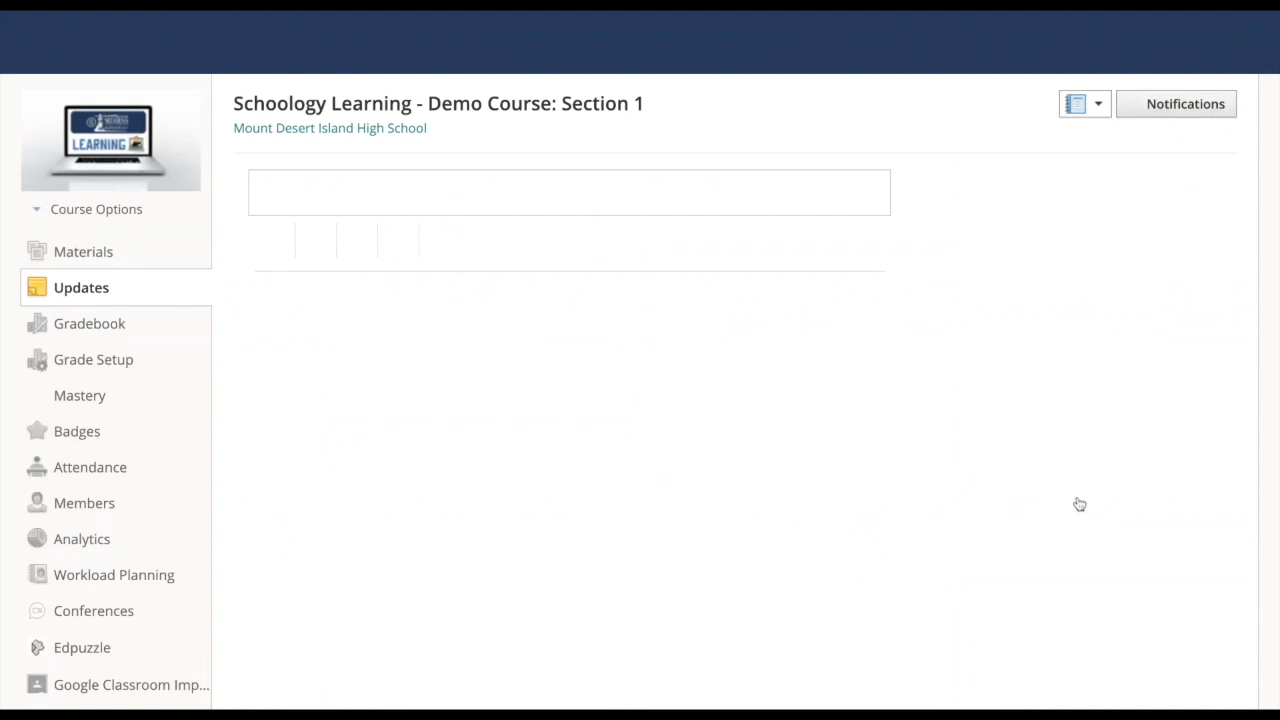 Schoology Learning - Demo Course: Section 1
Mount Desert Island High School
Notifications
LEARNING
Course Options
Materials
Updates
Gradebook
Grade Setup
Mastery
Badges
Attendance
Members
Analytics
Workload Planning
Conferences
Edpuzzle
Google Classroom Imp...